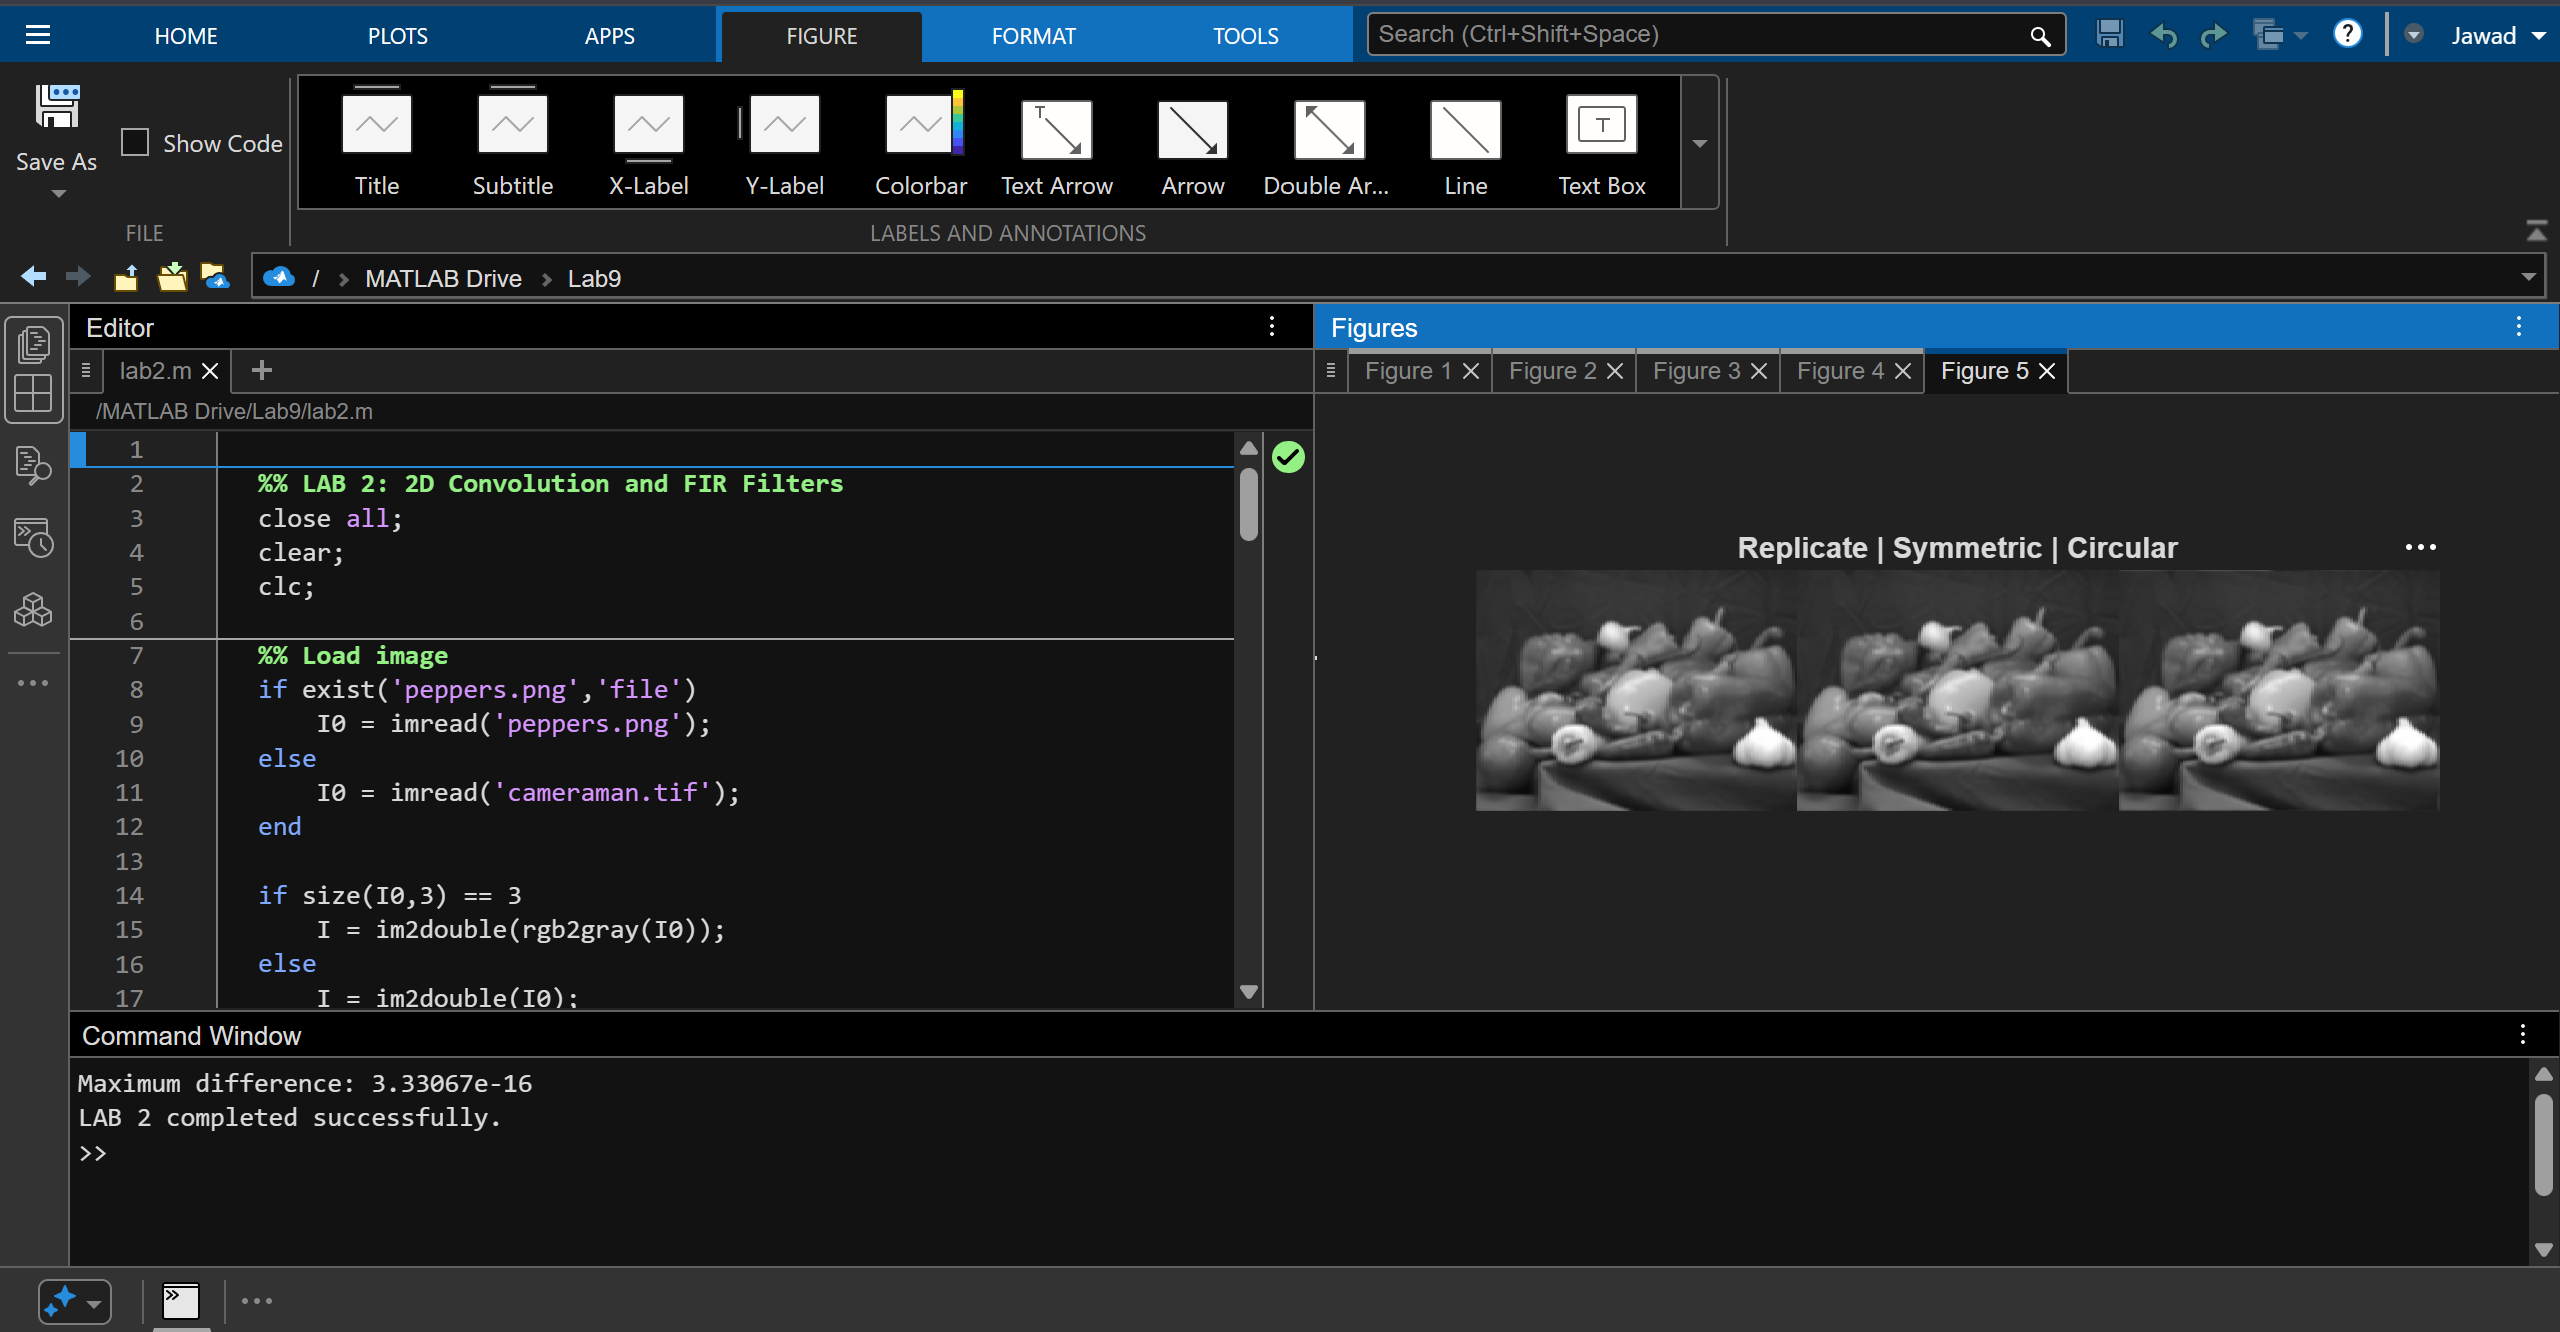 HOME PLOTS APPS FIGURE FORMAT TOOLS Search (Ctrl+Shift+Space) ? Jawad
Save As
Show Code
FILE
Title Subtitle X-Label Y-Label Colorbar Text Arrow Arrow Double Ar... Line Text Box
LABELS AND ANNOTATIONS
/ > MATLAB Drive > Lab9
Editor
lab2.m
/MATLAB Drive/Lab9/lab2.m
1
2 %% LAB 2: 2D Convolution and FIR Filters
3 close all;
4 clear;
5 clc;
6
7 %% Load image
8 if exist('peppers.png','file')
9 I0 = imread('peppers.png');
10 else
11 I0 = imread('cameraman.tif');
12 end
13
14 if size(I0,3) == 3
15 I = im2double(rgb2gray(I0));
16 else
17 I = im2double(I0);
Figures
Figure 1 Figure 2 Figure 3 Figure 4 Figure 5
Replicate | Symmetric | Circular
Command Window
Maximum difference: 3.33067e-16
LAB 2 completed successfully.
>>